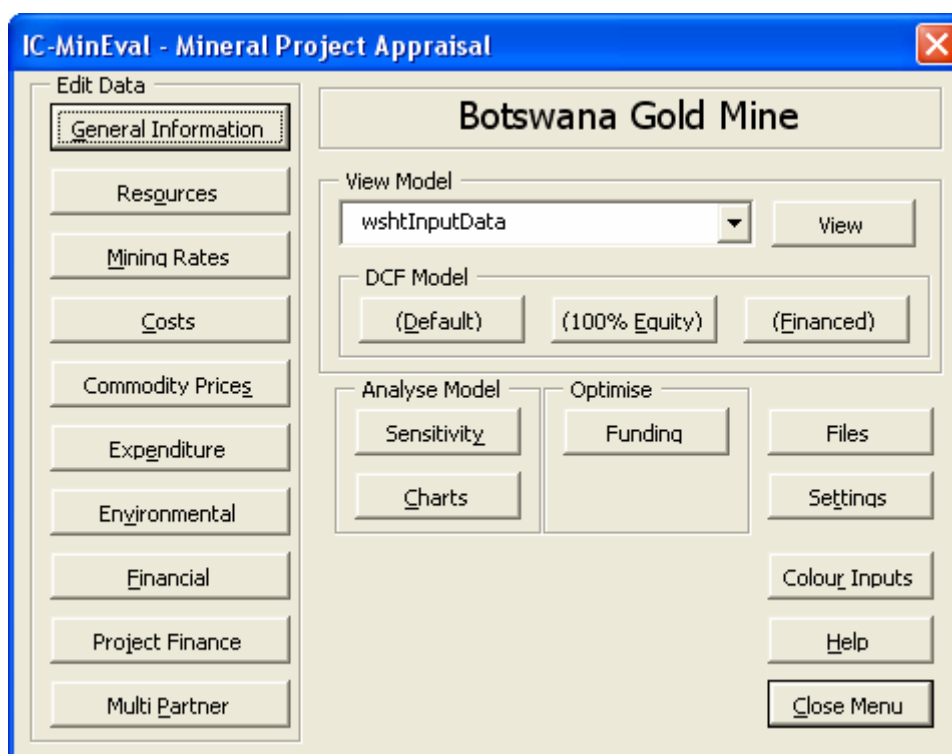 IC-MinEval - Mineral Project Appraisal
Edit Data
General Information
Resources
Mining Rates
Costs
Commodity Prices
Expenditure
Environmental
Financial
Project Finance
Multi Partner
Botswana Gold Mine
View Model
wshtInputData
View
DCF Model
(Default)
(100% Equity)
(Financed)
Analyse Model
Sensitivity
Charts
Optimise
Funding
Files
Settings
Colour Inputs
Help
Close Menu